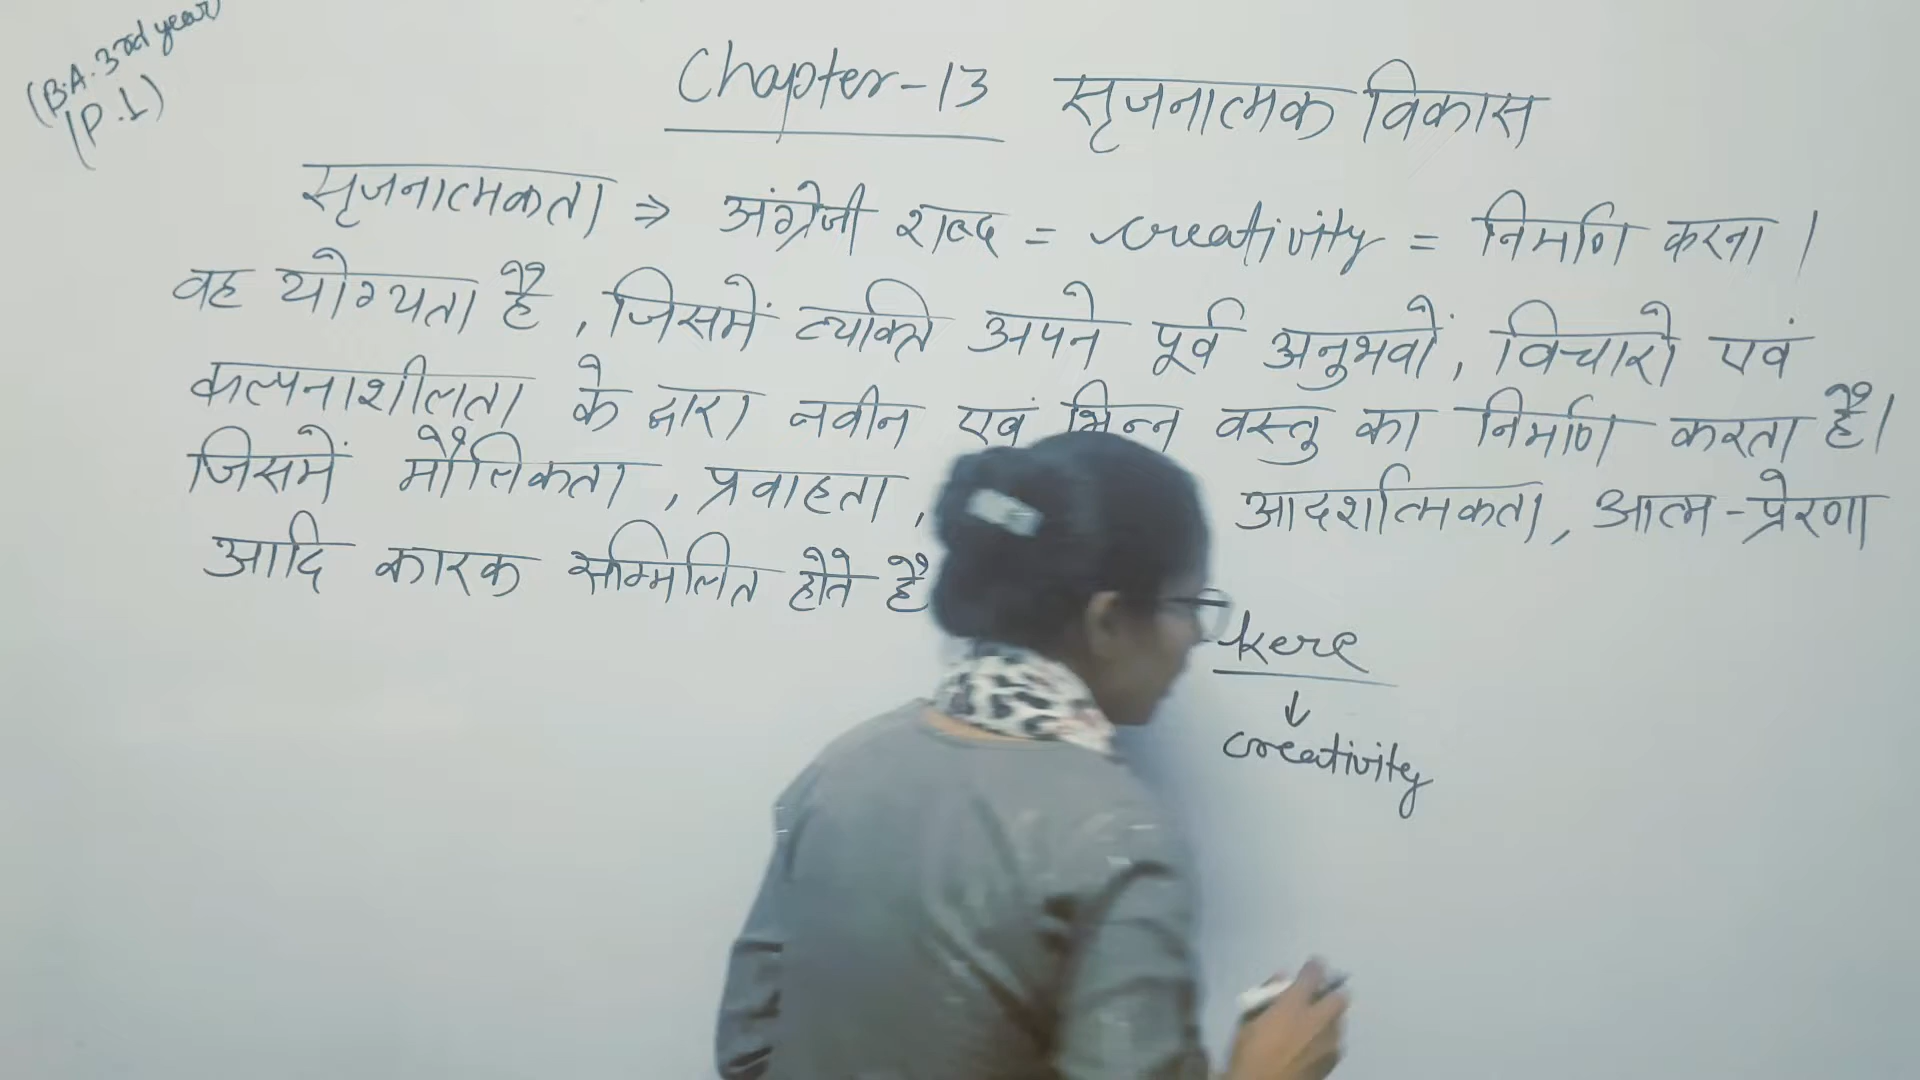 (B.A. 3rd year)
(P.1)
Chapter-13 सृजनात्मक विकास
सृजनात्मकता ⇒ अंग्रेजी शब्द = creativity = निर्माण करना।
वह योग्यता है, जिसमें व्यक्ति अपने पूर्व अनुभवों, विचारो एवं
कल्पनाशीलता के द्वारा नवीन एवं भिन्न वस्तु का निर्माण करता है।
जिसमें मौलिकता, प्रवाहता, आदर्शात्मकता, आत्म-प्रेरणा
आदि कारक सम्मिलित होते है
kere
↓
creativity